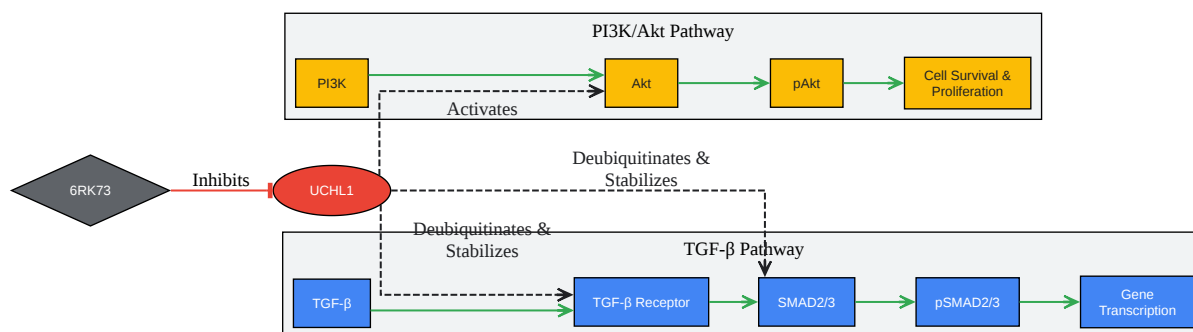 PI3K/Akt Pathway
PI3K
Akt
pAkt
Cell Survival &
Proliferation
Activates
6RK73
Inhibits
UCHL1
Deubiquitinates &
Stabilizes
Deubiquitinates &
Stabilizes
TGF-β Pathway
TGF-β
TGF-β Receptor
SMAD2/3
pSMAD2/3
Gene
Transcription